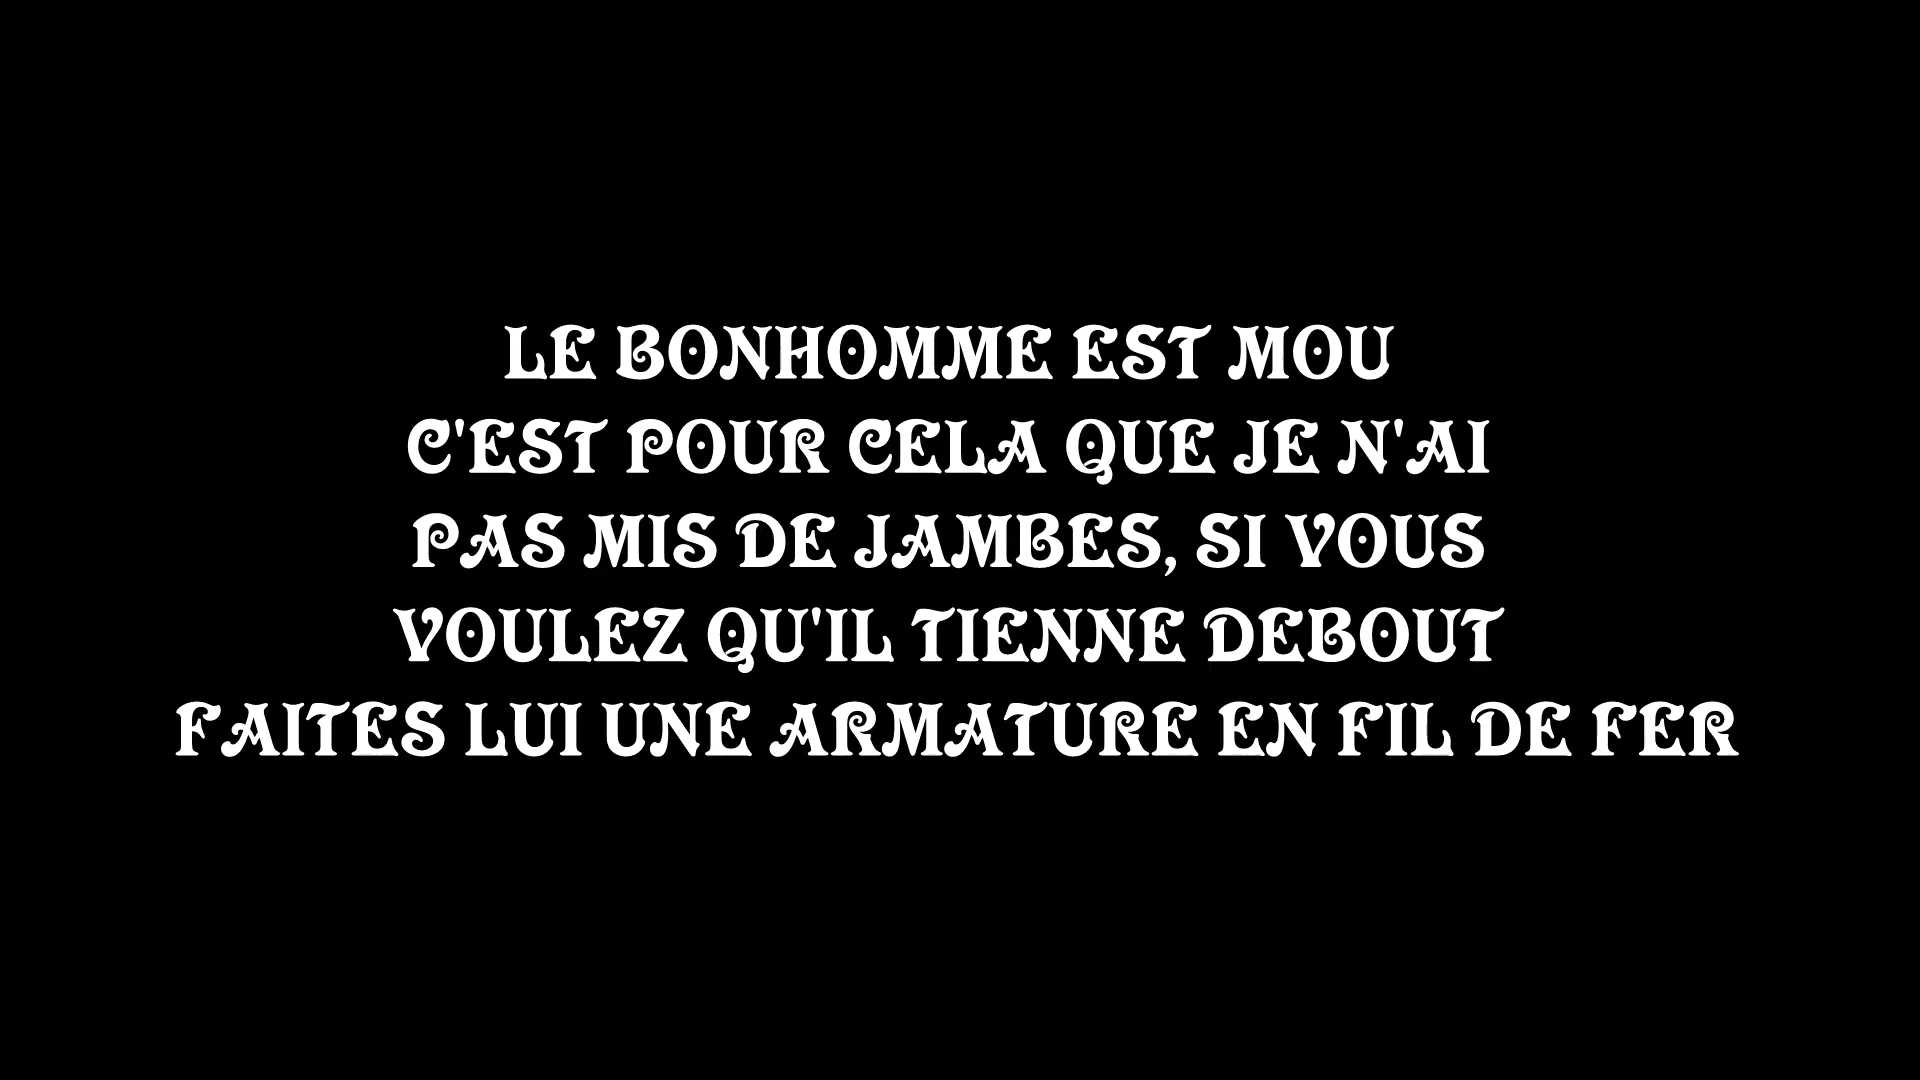 LE BONHOMME EST MOU
C'EST POUR CELA QUE JE N'AI
PAS MIS DE JAMBES, SI VOUS
VOULEZ QU'IL TIENNE DEBOUT
FAITES LUI UNE ARMATURE EN FIL DE FER